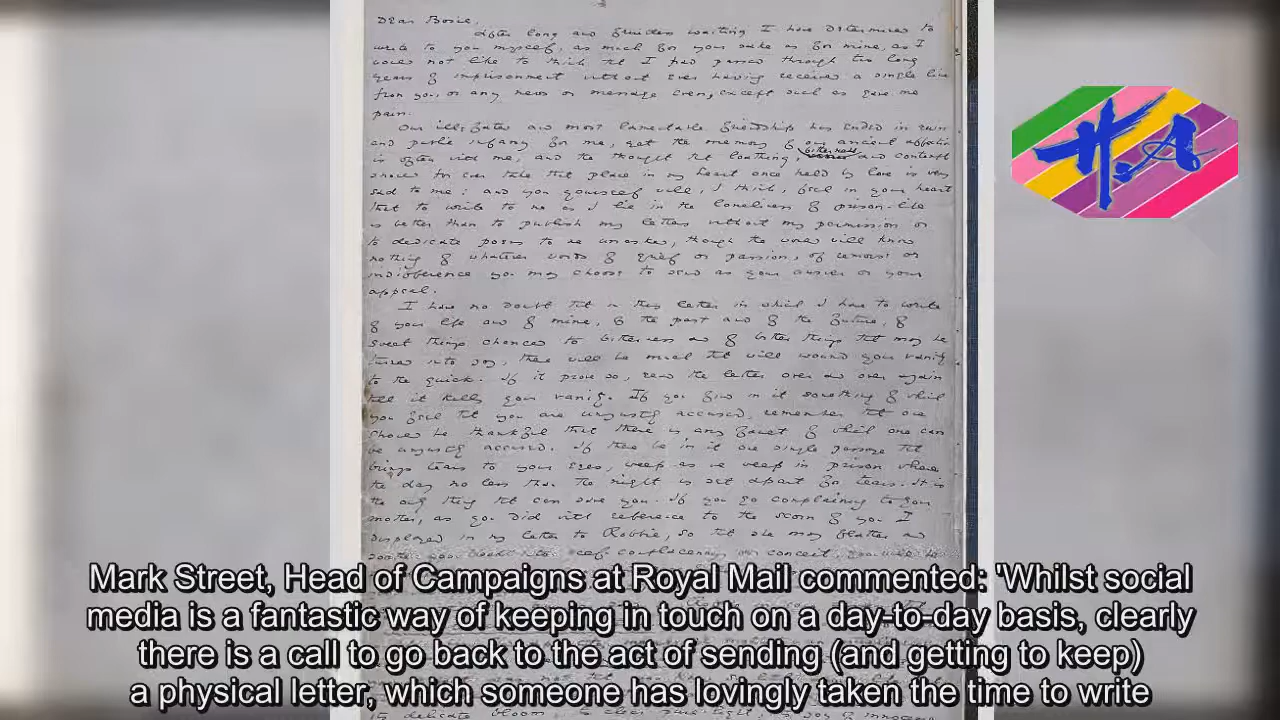 Dear Bosie,
After long and fruitless waiting I have determined to
write to you myself, as much for your sake as for mine, as I
would not like to think that I had passed through two long
years of imprisonment without ever having received a single line
from you, or any news or message even, except such as gave me
pain.
Our ill-fated and most lamentable friendship has ended in ruin
and public infamy for me, yet the memory of our ancient affection
is often with me, and the thought that loathing, bitterness and contempt
should for ever take that place in my heart once held by love is very
sad to me: and you yourself will, I think, feel in your heart
that to write to me as I lie in the loneliness of prison-life
is better than to publish my letters without my permission or
to dedicate poems to me unasked, though the world will know
nothing of whatever words of grief or passion, of remorse or
indifference you may choose to send as your answer or your
appeal.
I have no doubt that in this letter in which I have to write
of your life and of mine, of the past and of the future, of
sweet things changed to bitterness and of bitter things that may be
turned into joy, there will be much that will wound your vanity
to the quick. If it prove so, read the letter over and over again
till it kills your vanity. If you find in it something of which
you feel that you are unjustly accused, remember that one
should be thankful that there is any fault of which one can
be unjustly accused. If there be in it one single passage that
brings tears to your eyes, weep as we weep in prison where
the day no less than the night is set apart for tears. It is
the only thing that can save you. If you go complaining to your
mother, as you did with reference to the scorn of you I
displayed in my letter to Robbie, so that she may flatter and
soothe you back into self-complacency or conceit, you will be
Mark Street, Head of Campaigns at Royal Mail commented: 'Whilst social
media is a fantastic way of keeping in touch on a day-to-day basis, clearly
there is a call to go back to the act of sending (and getting to keep)
a physical letter, which someone has lovingly taken the time to write
H.A